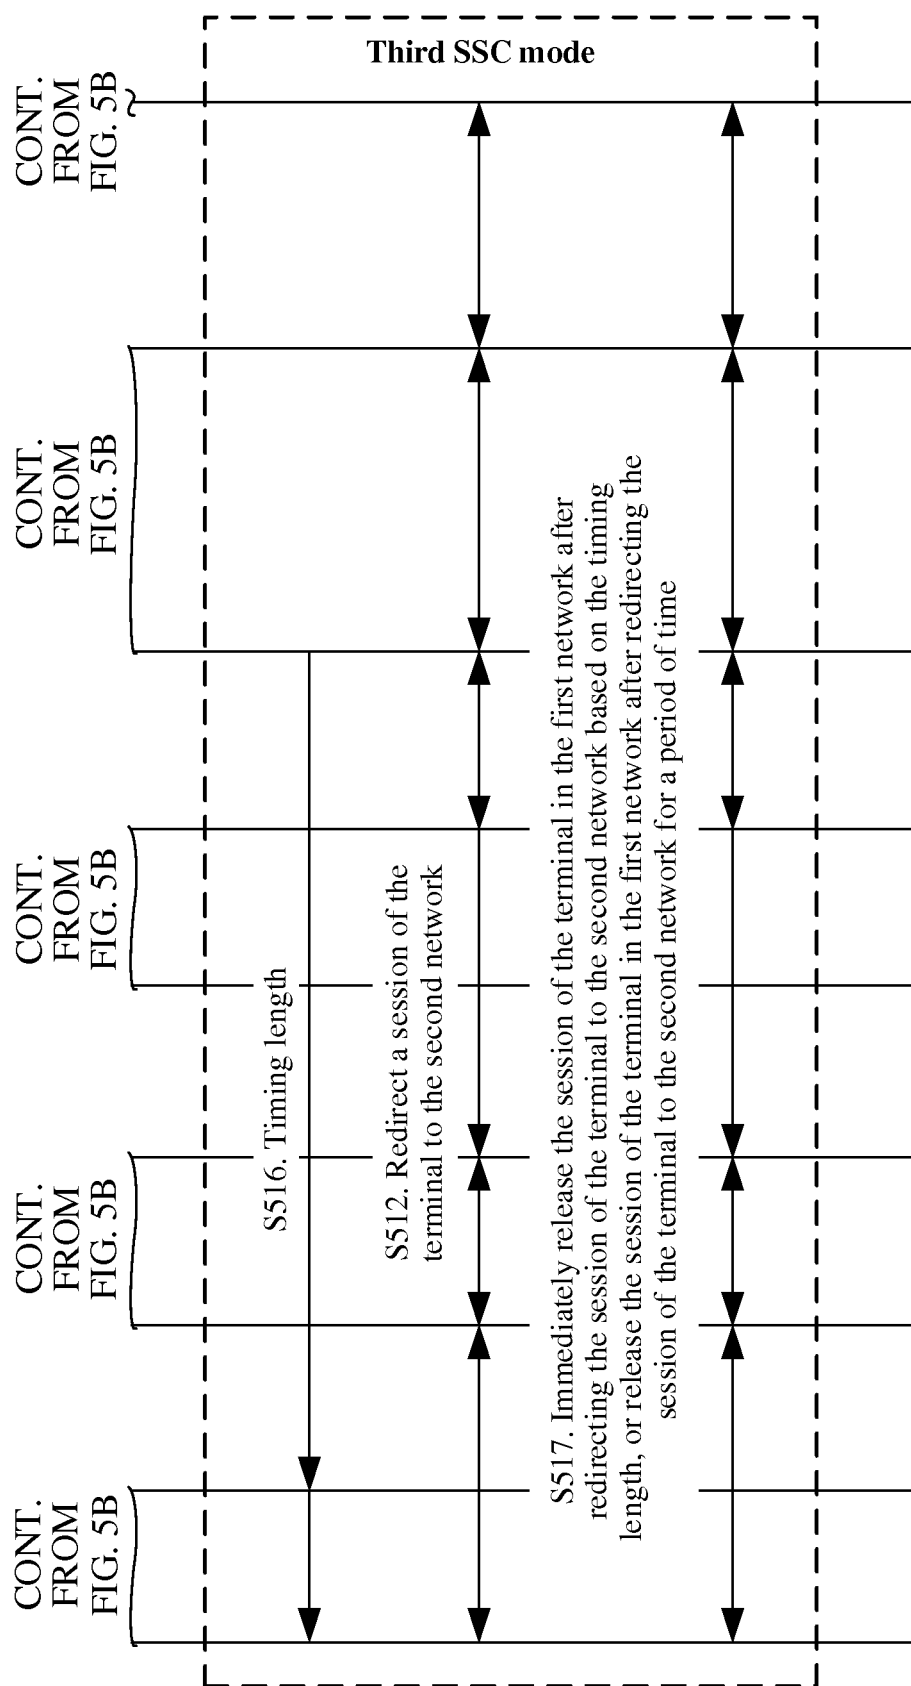 Third SSC mode
CONT.
FROM
FIG. 5B
CONT.
FROM
FIG. 5B
CONT.
FROM
FIG. 5B
CONT.
FROM
FIG. 5B
CONT.
FROM
FIG. 5B
S516. Timing length
S512. Redirect a session of the
terminal to the second network
S517. Immediately release the session of the terminal in the first network after
redirecting the session of the terminal to the second network based on the timing
length, or release the session of the terminal in the first network after redirecting the
session of the terminal to the second network for a period of time